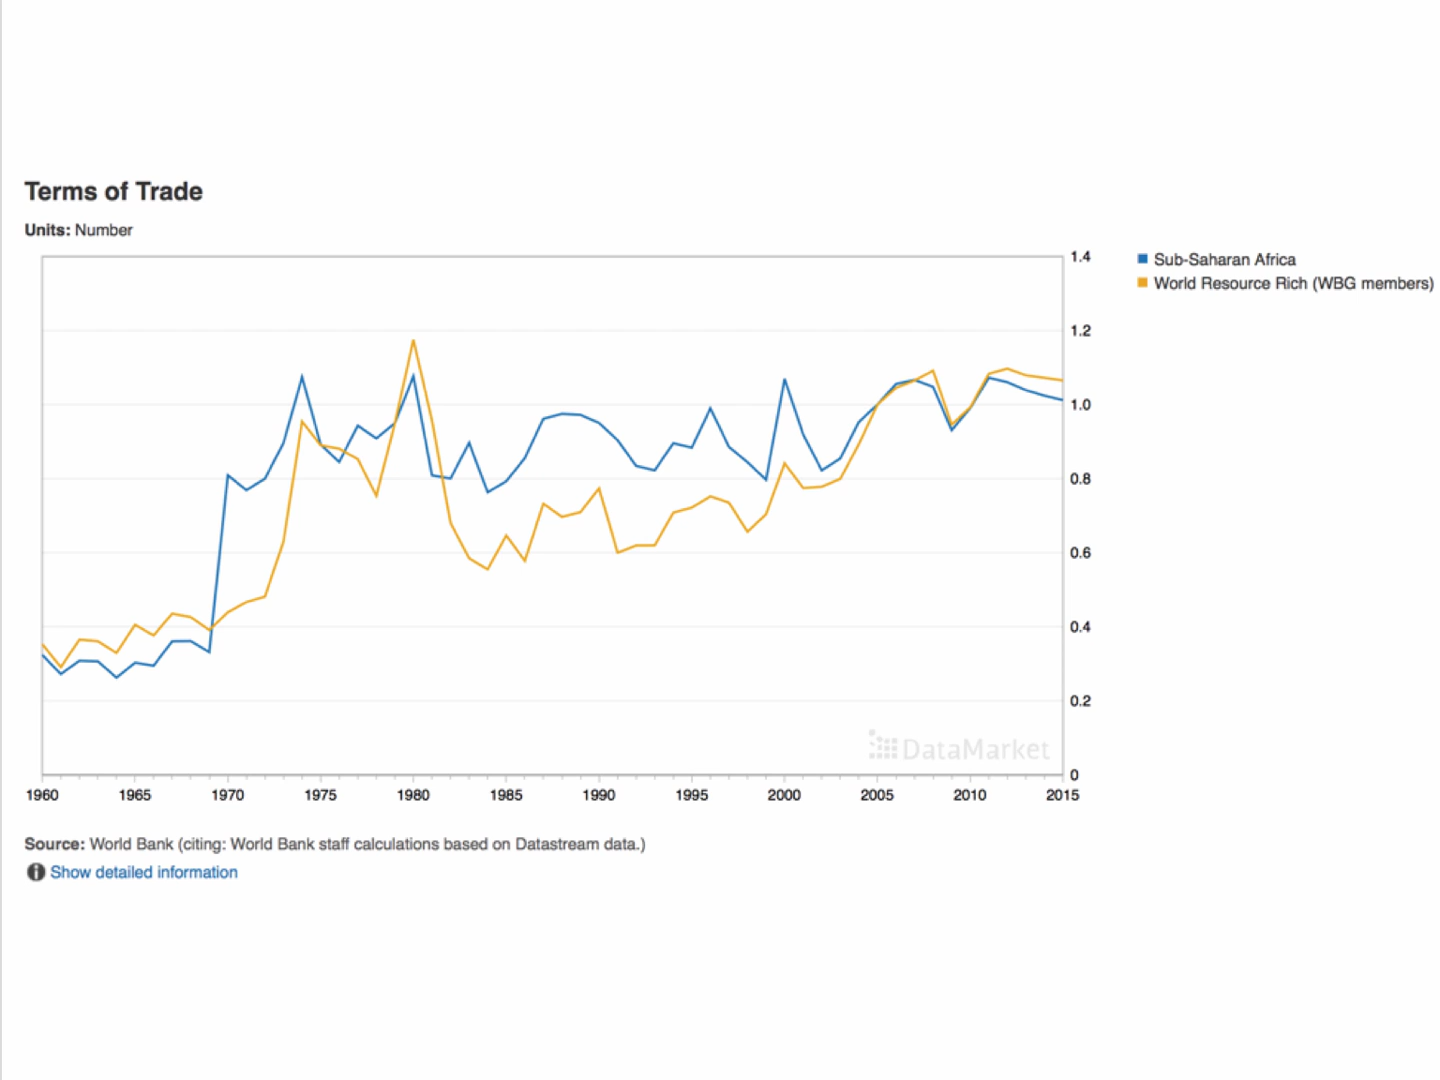 Terms of Trade
Units: Number
1.4
1.2
1.0
0.8
0.6
0.4
0.2
0
Sub-Saharan Africa
World Resource Rich (WBG members)
DataMarket
1960 1965 1970 1975 1980 1985 1990 1995 2000 2005 2010 2015
Source: World Bank (citing: World Bank staff calculations based on Datastream data.)
Show detailed information